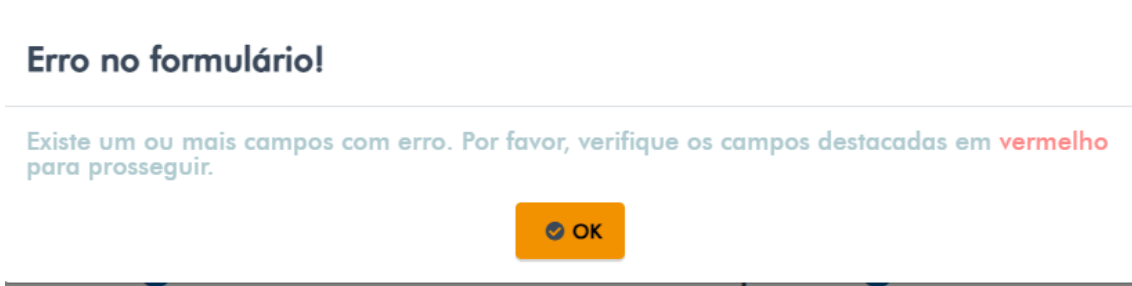 Erro no formulário!
Existe um ou mais campos com erro. Por favor, verifique os campos destacadas em vermelho
para prosseguir.
OK